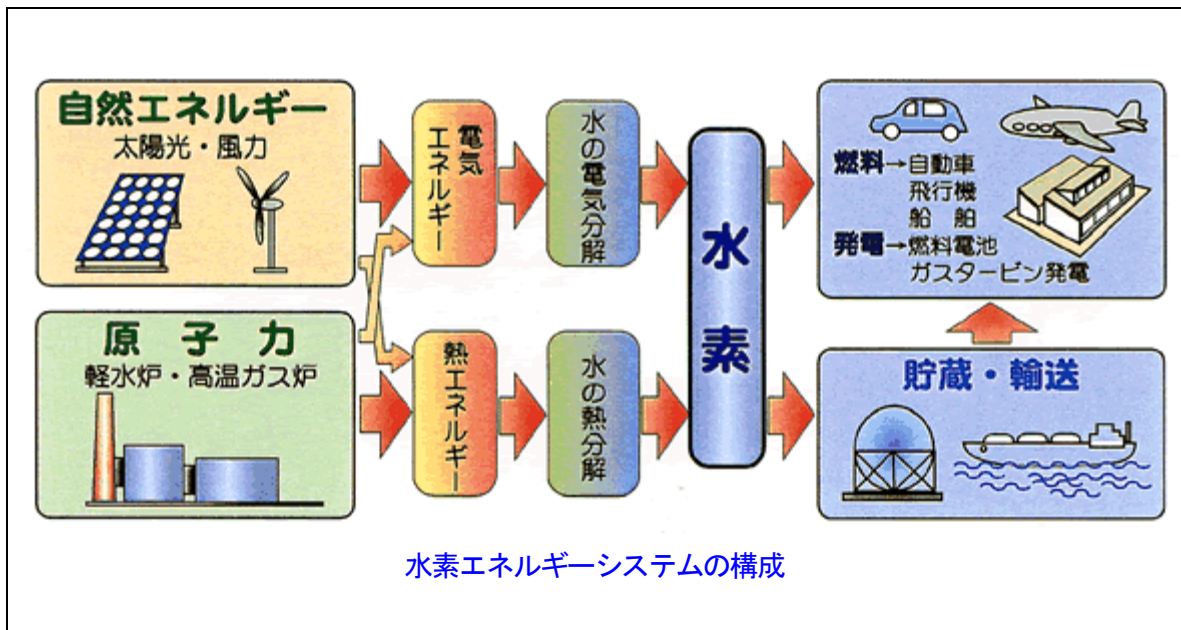 自然エネルギー
太陽光・風力
原子力
軽水炉・高温ガス炉
電気
エネルギー
熱エネルギー
水の電気分解
水の熱分解
水素
燃料→自動車
飛行機
船舶
発電→燃料電池
ガスタービン発電
貯蔵・輸送
水素エネルギーシステムの構成